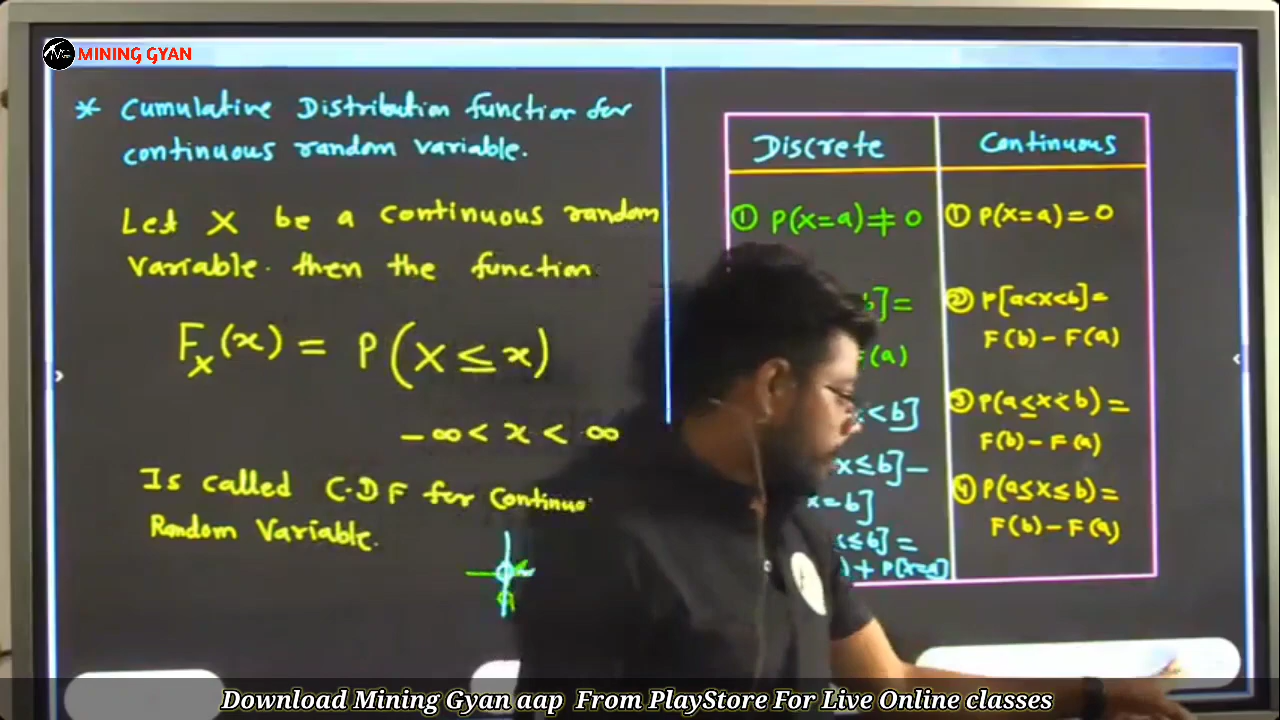 MINING GYAN
* Cumulative Distribution function for
continuous random variable.
Let X be a continuous random
Variable. then the function
Fx(x) = P(X ≤ x)
-∞ < x < ∞
Is called C.D F for Continuo
Random Variable.
Discrete
① P(X=a) ≠ 0
b] =
F(a)
x < b]
x ≤ b] -
x = b]
x ≤ b] =
) + P[X=a]
Continuous
① P(X=a) = 0
② P[a<x<b] =
F(b) - F(a)
③ P(a≤x<b) =
F(b) - F(a)
④ P(a≤x≤b) =
F(b) - F(a)
Download Mining Gyan aap From PlayStore For Live Online classes